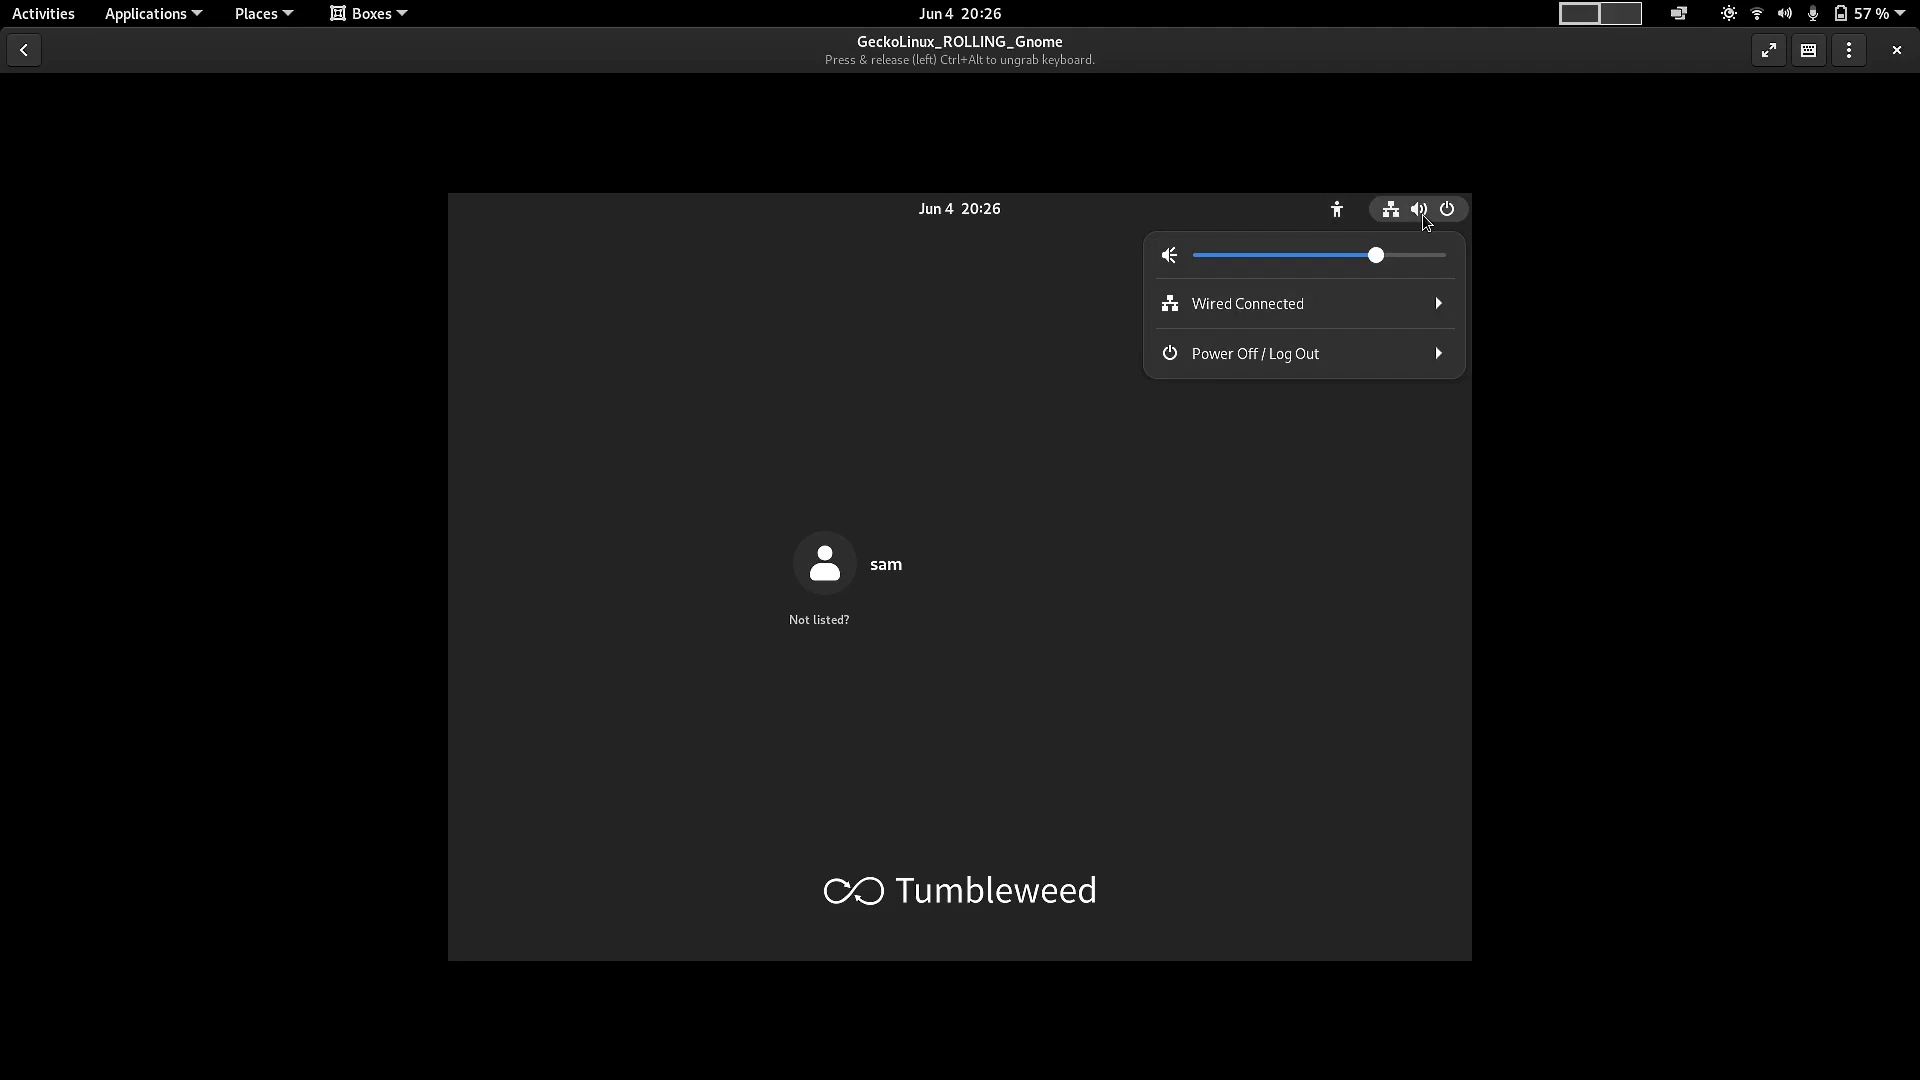 Activities Applications Places Boxes Jun 4 20:26 57 %
GeckoLinux_ROLLING_Gnome
Press & release (left) Ctrl+Alt to ungrab keyboard.
Jun 4 20:26
Wired Connected
Power Off / Log Out
sam
Not listed?
Tumbleweed